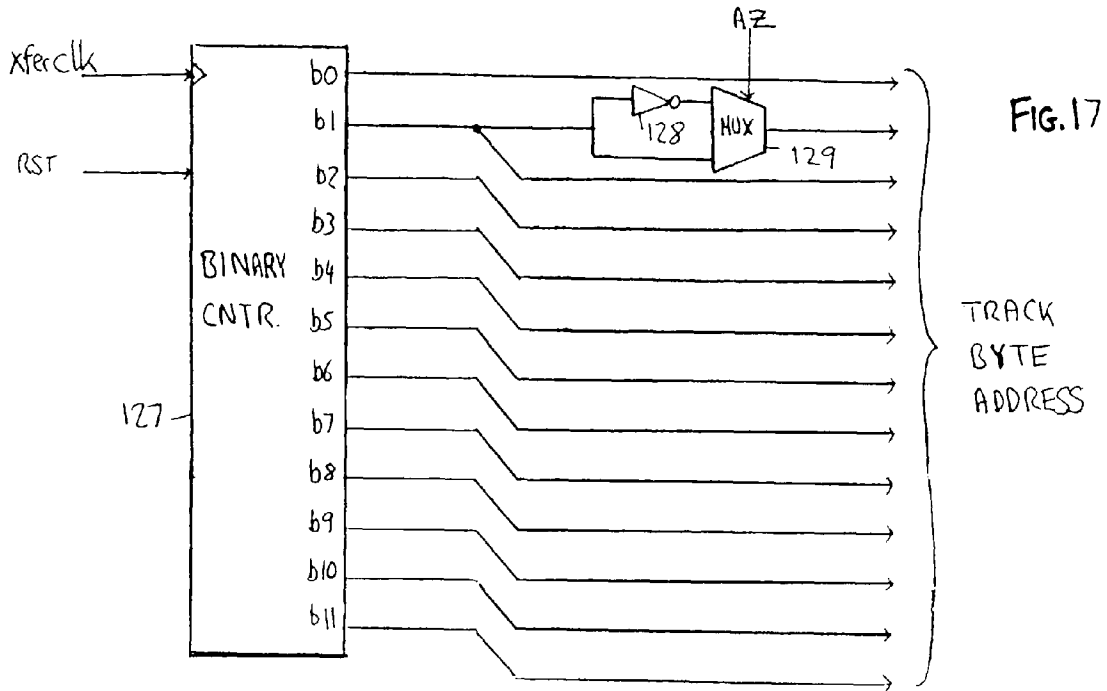 AZ
xferclk
RST
b0
b1
b2
b3
b4
b5
b6
b7
b8
b9
b10
b11
BINARY
CNTR.
127
128
MUX
129
FIG.17
TRACK
BYTE
ADDRESS